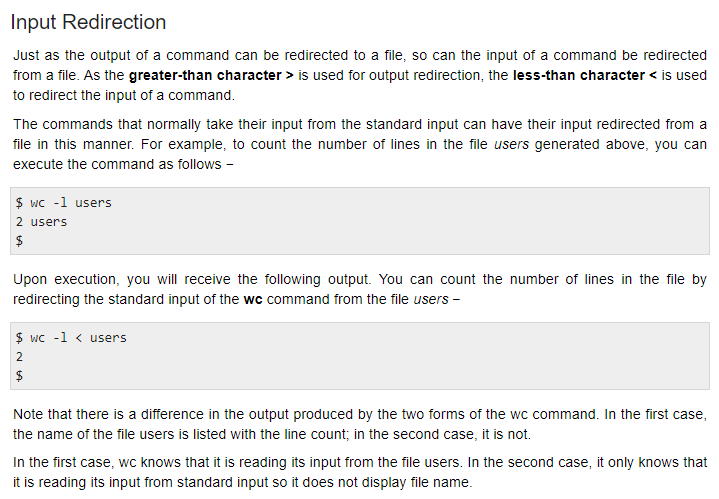 Input Redirection
Just as the output of a command can be redirected to a file, so can the input of a command be redirected
from a file. As the greater-than character > is used for output redirection, the less-than character < is used
to redirect the input of a command.
The commands that normally take their input from the standard input can have their input redirected from a
file in this manner. For example, to count the number of lines in the file users generated above, you can
execute the command as follows −
$ wc -l users
2 users
$
Upon execution, you will receive the following output. You can count the number of lines in the file by
redirecting the standard input of the wc command from the file users −
$ wc -l < users
2
$
Note that there is a difference in the output produced by the two forms of the wc command. In the first case,
the name of the file users is listed with the line count; in the second case, it is not.
In the first case, wc knows that it is reading its input from the file users. In the second case, it only knows that
it is reading its input from standard input so it does not display file name.